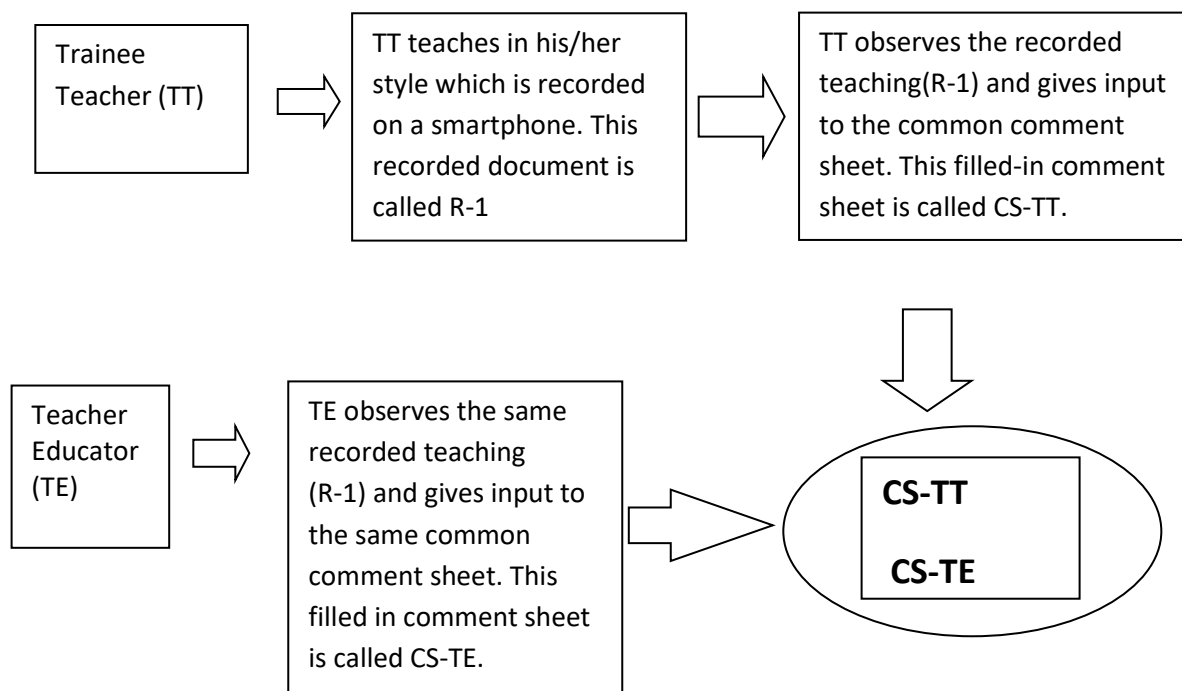 Trainee
Teacher (TT)
TT teaches in his/her
style which is recorded
on a smartphone. This
recorded document is
called R-1
TT observes the recorded
teaching(R-1) and gives input
to the common comment
sheet. This filled-in comment
sheet is called CS-TT.
Teacher
Educator
(TE)
TE observes the same
recorded teaching
(R-1) and gives input to
the same common
comment sheet. This
filled in comment sheet
is called CS-TE.
CS-TT
CS-TE